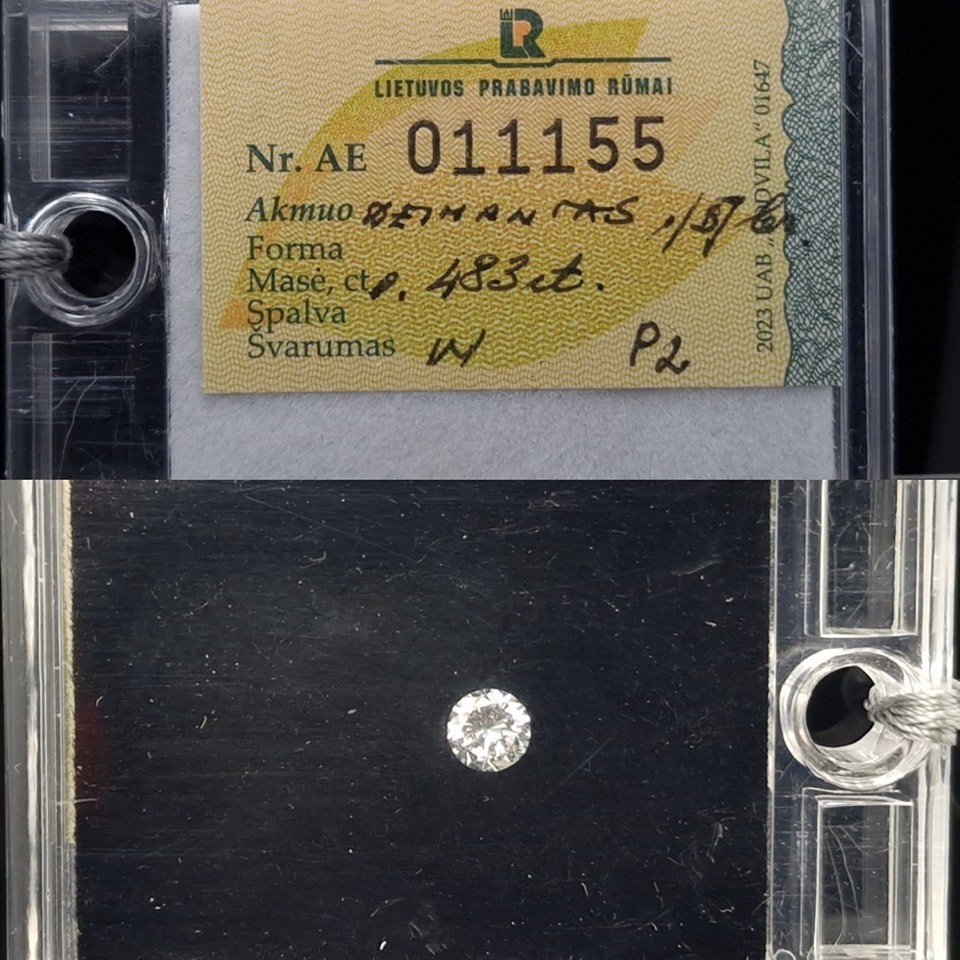 LIETUVOS PRABAVIMO RŪMAI
Nr. AE 011155
Akmuo DEIMANTAS
Forma
Masė, ct. 0.483ct.
Spalva
Švarumas W P2
2023 UAB 01647